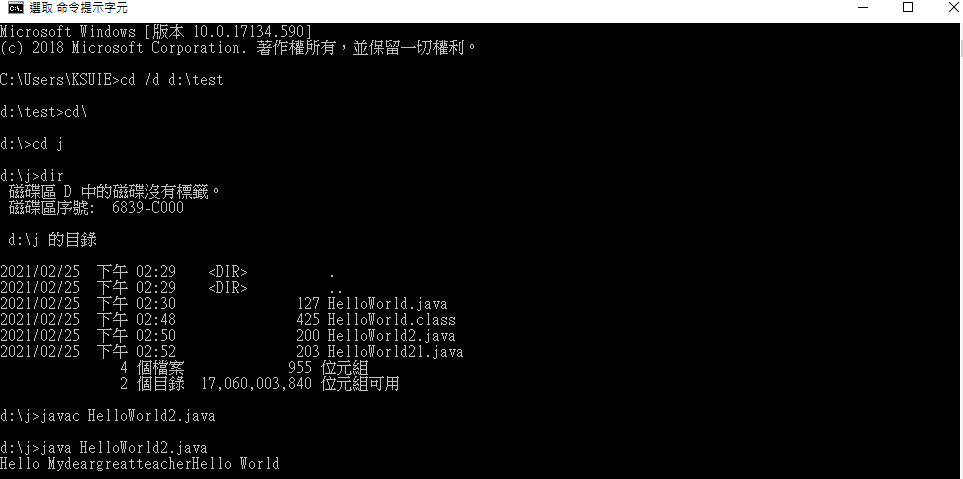 選取 命令提示字元
Microsoft Windows [版本 10.0.17134.590]
(c) 2018 Microsoft Corporation. 著作權所有，並保留一切權利。
C:\Users\KSUIE>cd /d d:\test
d:\test>cd\
d:\>cd j
d:\j>dir
磁碟區 D 中的磁碟沒有標籤。
磁碟區序號: 6839-C000
d:\j 的目錄
2021/02/25 下午 02:29 <DIR> .
2021/02/25 下午 02:29 <DIR> ..
2021/02/25 下午 02:30 127 HelloWorld.java
2021/02/25 下午 02:48 425 HelloWorld.class
2021/02/25 下午 02:50 200 HelloWorld2.java
2021/02/25 下午 02:52 203 HelloWorld21.java
4 個檔案 955 位元組
2 個目錄 17,060,003,840 位元組可用
d:\j>javac HelloWorld2.java
d:\j>java HelloWorld2.java
Hello MydeargreatteacherHello World